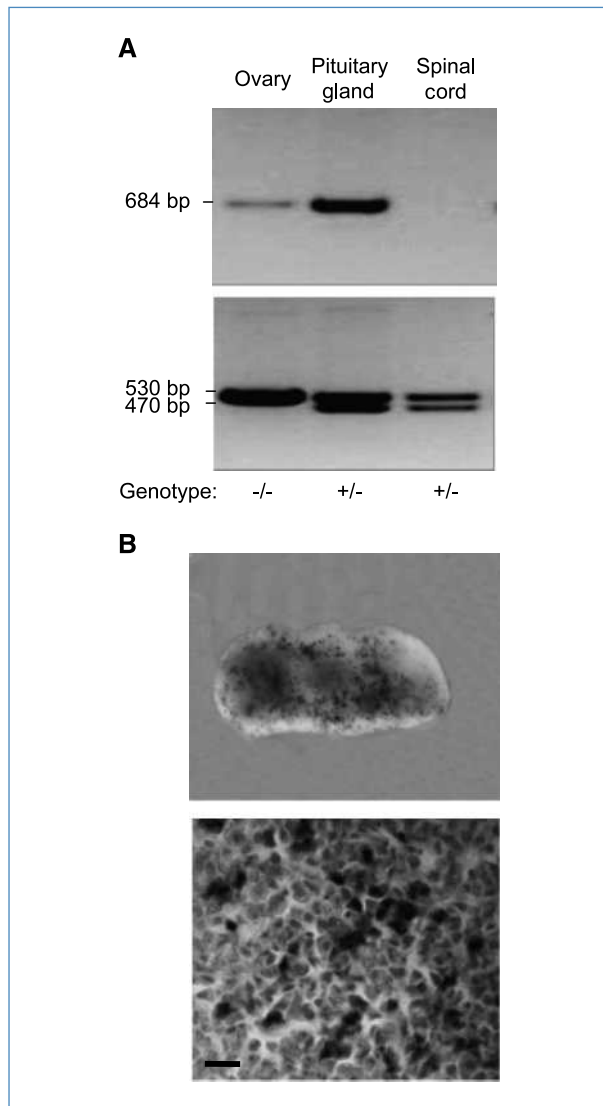 A
Ovary
Pituitary gland
Spinal cord
684 bp
530 bp
470 bp
Genotype: -/- +/- +/-
B